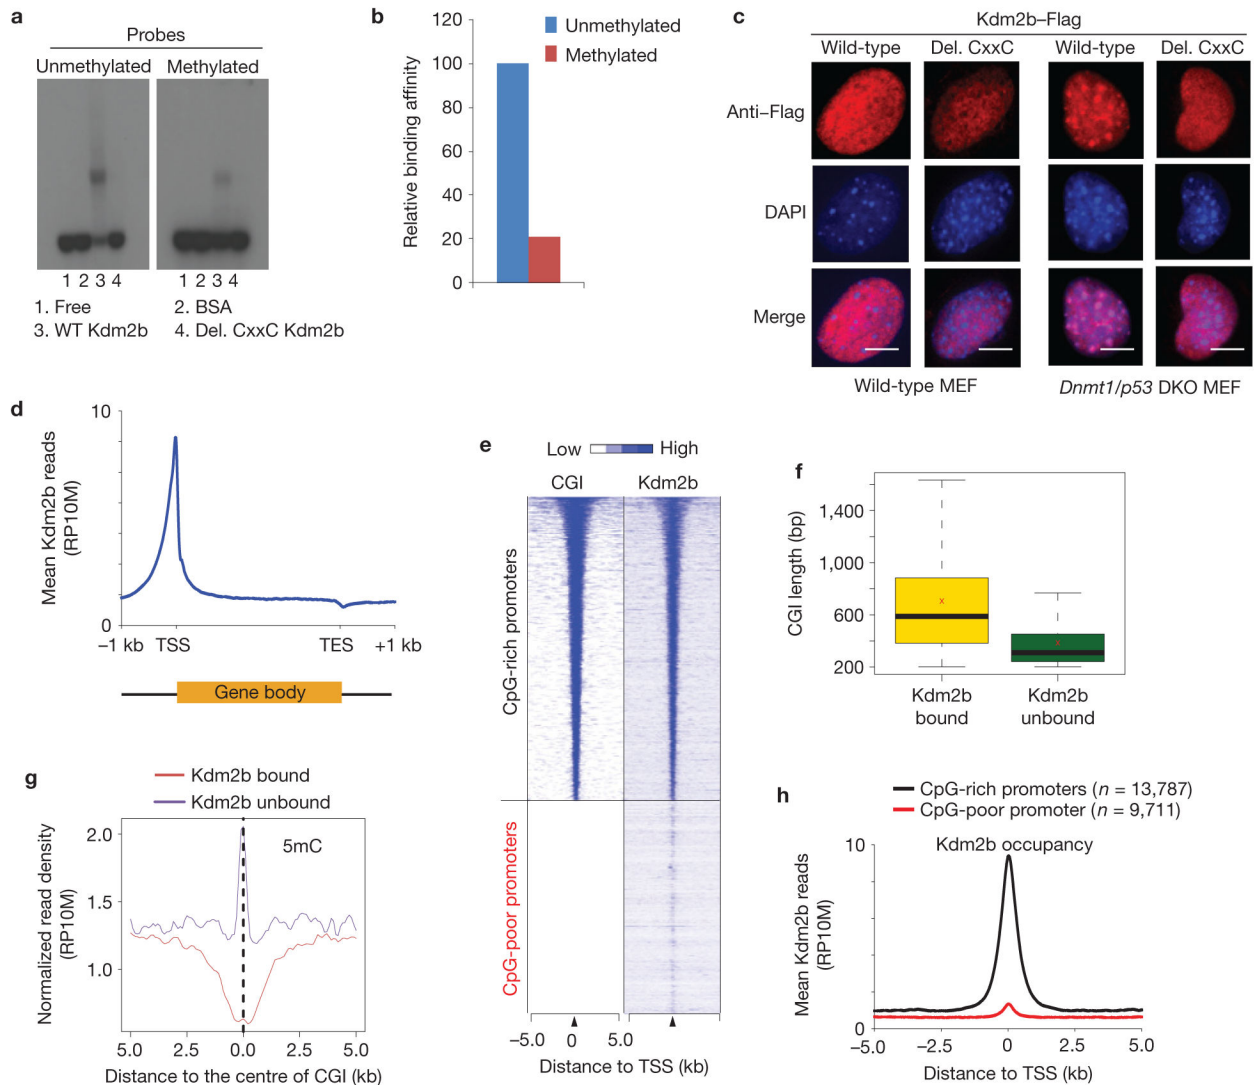 a
Probes
Unmethylated Methylated
1 2 3 4 1 2 3 4
1. Free 2. BSA
3. WT Kdm2b 4. Del. CxxC Kdm2b
b
Relative binding affinity
120
100
80
60
40
20
0
Unmethylated
Methylated
c
Kdm2b–Flag
Wild-type Del. CxxC Wild-type Del. CxxC
Anti–Flag
DAPI
Merge
Wild-type MEF Dnmt1/p53 DKO MEF
d
Mean Kdm2b reads
(RP10M)
10
0
−1 kb TSS TES +1 kb
Gene body
e
Low High
CGI Kdm2b
CpG-rich promoters
CpG-poor promoters
−5.0 0 5.0 −5.0 0 5.0
Distance to TSS (kb)
f
CGI length (bp)
1,400
1,000
600
200
x
x
Kdm2b
bound
Kdm2b
unbound
g
Kdm2b bound
Kdm2b unbound
5mC
Normalized read density
(RP10M)
2.0
1.5
1.0
5.0 2.5 0.0 2.5 5.0
Distance to the centre of CGI (kb)
h
CpG-rich promoters (n = 13,787)
CpG-poor promoter (n = 9,711)
Kdm2b occupancy
Mean Kdm2b reads
(RP10M)
10
0
−5.0 −2.5 0 2.5 5.0
Distance to TSS (kb)